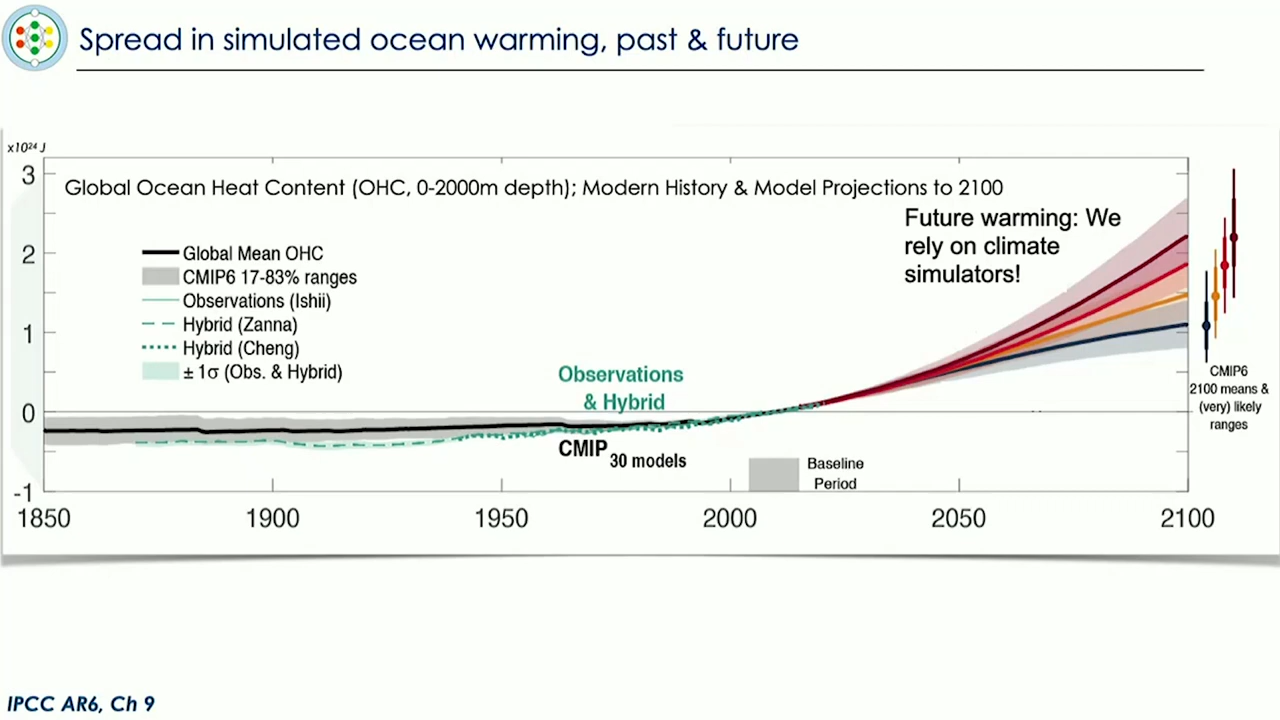 Spread in simulated ocean warming, past & future
x10²⁴ J
3
Global Ocean Heat Content (OHC, 0-2000m depth); Modern History & Model Projections to 2100
Future warming: We
rely on climate
simulators!
2
Global Mean OHC
CMIP6 17-83% ranges
Observations (Ishii)
1
Hybrid (Zanna)
Hybrid (Cheng)
± 1σ (Obs. & Hybrid)
Observations
& Hybrid
CMIP6
2100 means &
(very) likely
ranges
0
CMIP 30 models
Baseline
Period
-1
1850 1900 1950 2000 2050 2100
IPCC AR6, Ch 9